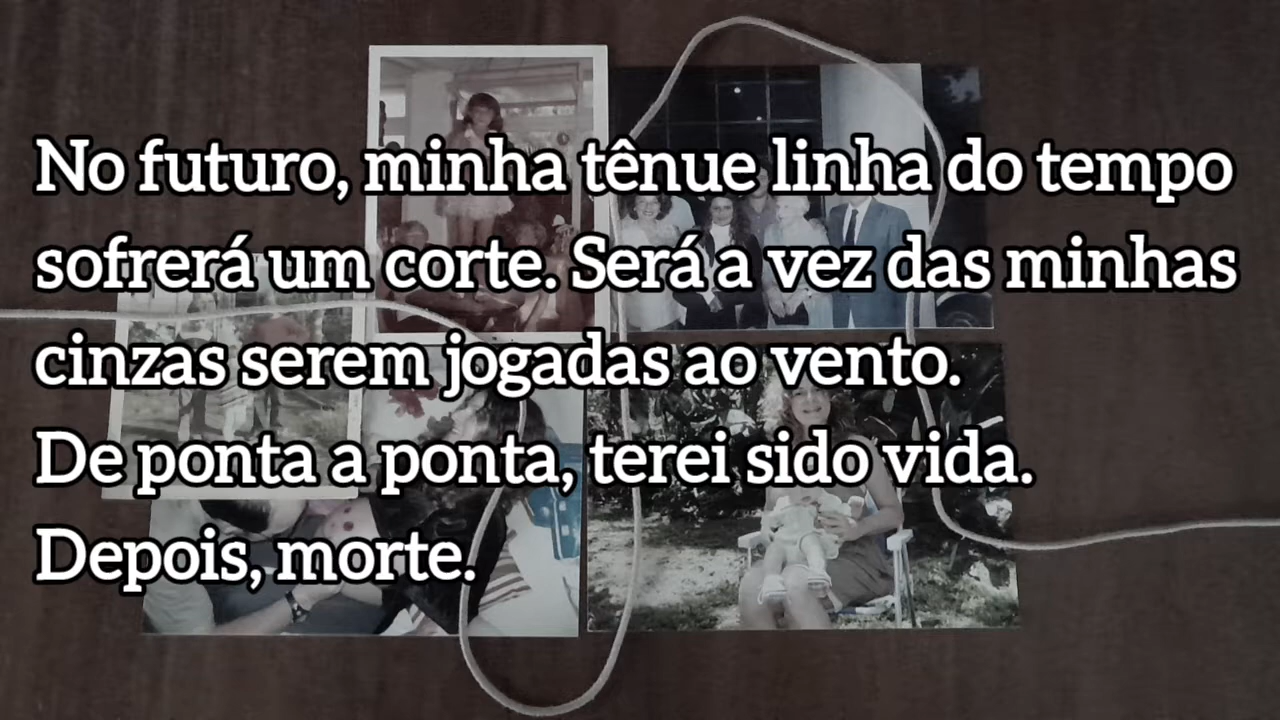 No futuro, minha tênue linha do tempo
sofrerá um corte. Será a vez das minhas
cinzas serem jogadas ao vento.
De ponta a ponta, terei sido vida.
Depois, morte.